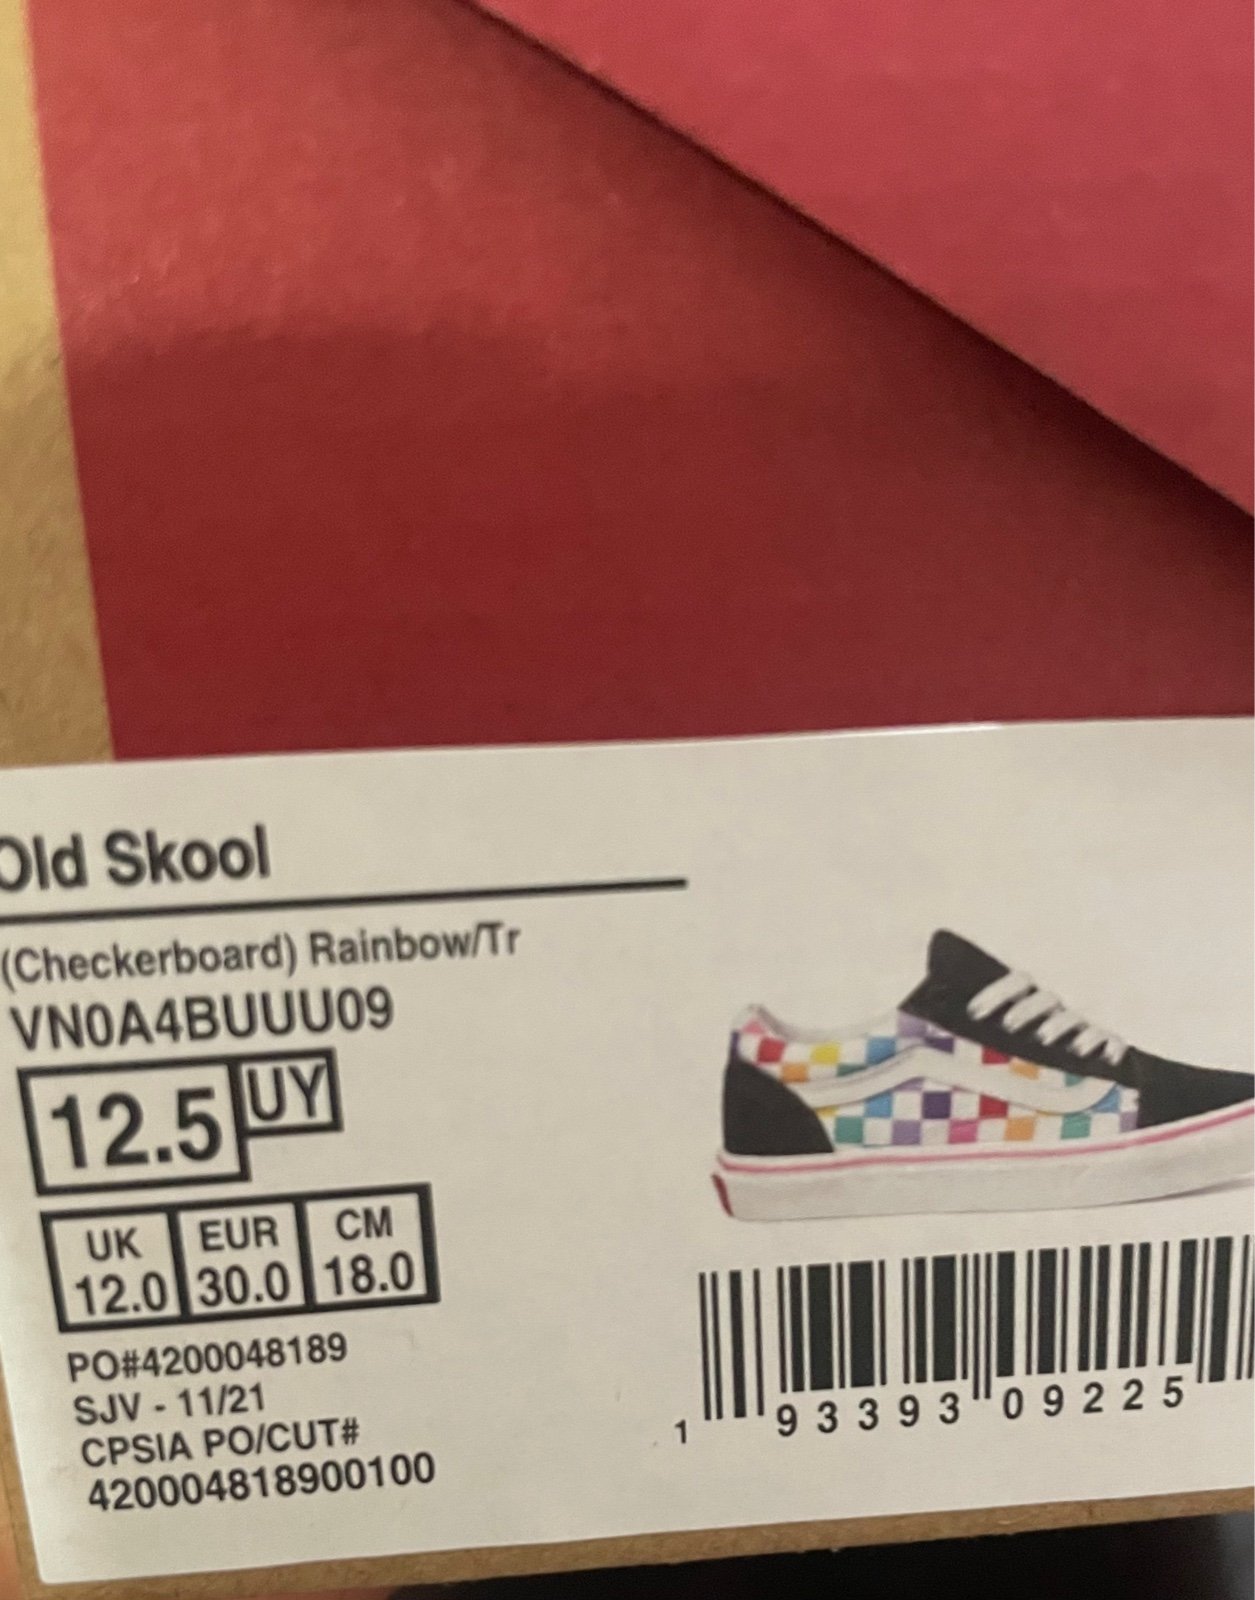 Old Skool
(Checkerboard) Rainbow/Tr
VN0A4BUUU09
12.5 UY
UK EUR CM
12.0 30.0 18.0
PO#4200048189
SJV - 11/21
CPSIA PO/CUT#
420004818900100
1 93393 09225